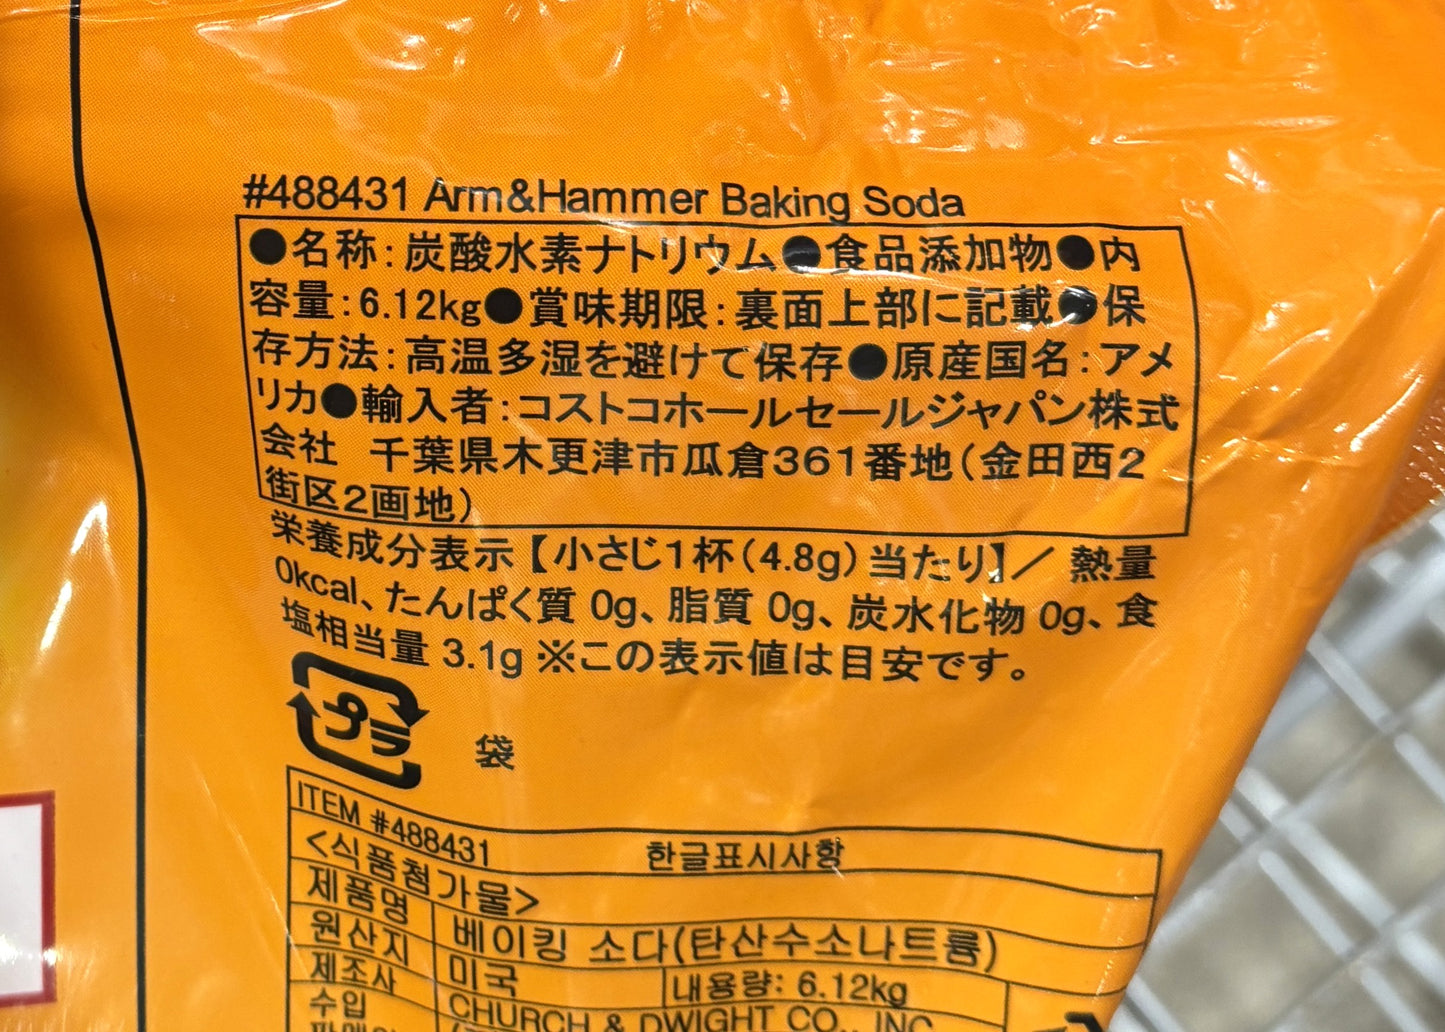 #488431 Arm&Hammer Baking Soda
●名称:炭酸水素ナトリウム●食品添加物●内
容量:6.12kg●賞味期限:裏面上部に記載●保
存方法:高温多湿を避けて保存●原産国名:アメ
リカ●輸入者:コストコホールセールジャパン株式
会社 千葉県木更津市瓜倉361番地(金田西2
街区2画地)
栄養成分表示【小さじ1杯(4.8g)当たり】/ 熱量
0kcal、たんぱく質 0g、脂質 0g、炭水化物 0g、食
塩相当量 3.1g ※この表示値は目安です。
プラ 袋
ITEM #488431 한글표시사항
<식품첨가물>
제품명 베이킹 소다(탄산수소나트륨)
원산지 미국 내용량: 6.12kg
제조사 CHURCH & DWIGHT CO., INC
수입